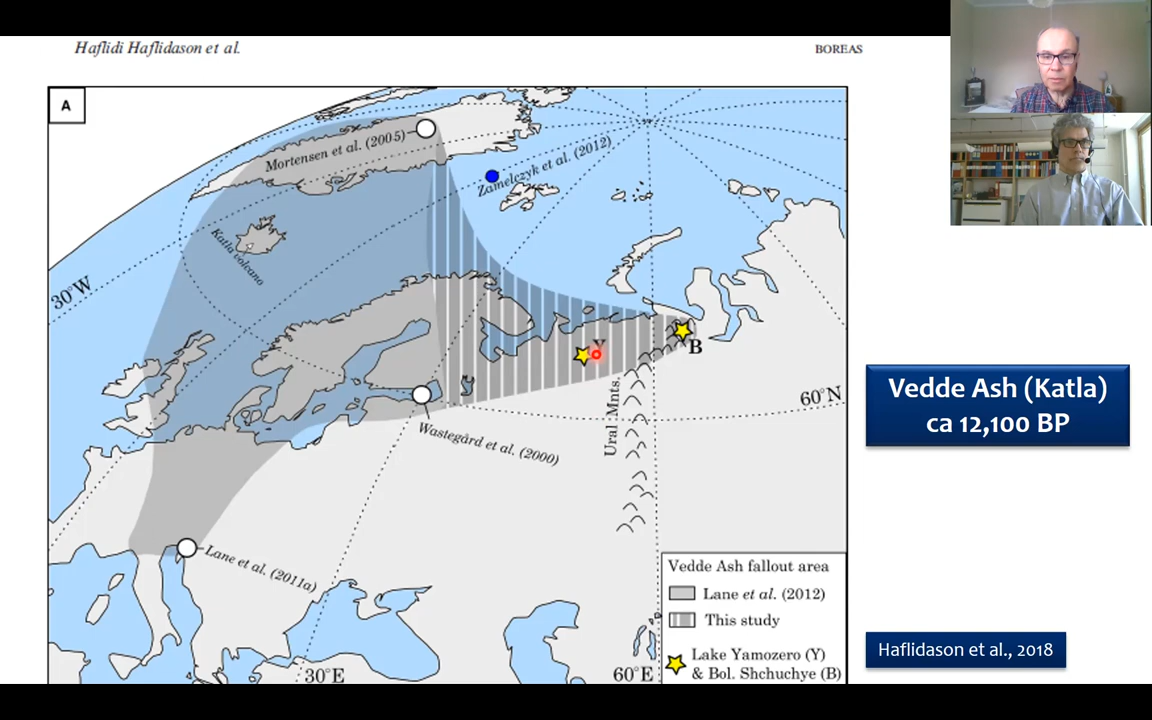 Haflidi Haflidason et al.
BOREAS
A
Mortensen et al. (2005)
Zamelczyk et al. (2012)
Katla volcano
30°W
Y
B
60°N
Ural Mnts.
Wastegård et al. (2000)
Lane et al. (2011a)
30°E
60°E
Vedde Ash fallout area
Lane et al. (2012)
This study
Lake Yamozero (Y)
& Bol. Shchuchye (B)
Vedde Ash (Katla)
ca 12,100 BP
Haflidason et al., 2018